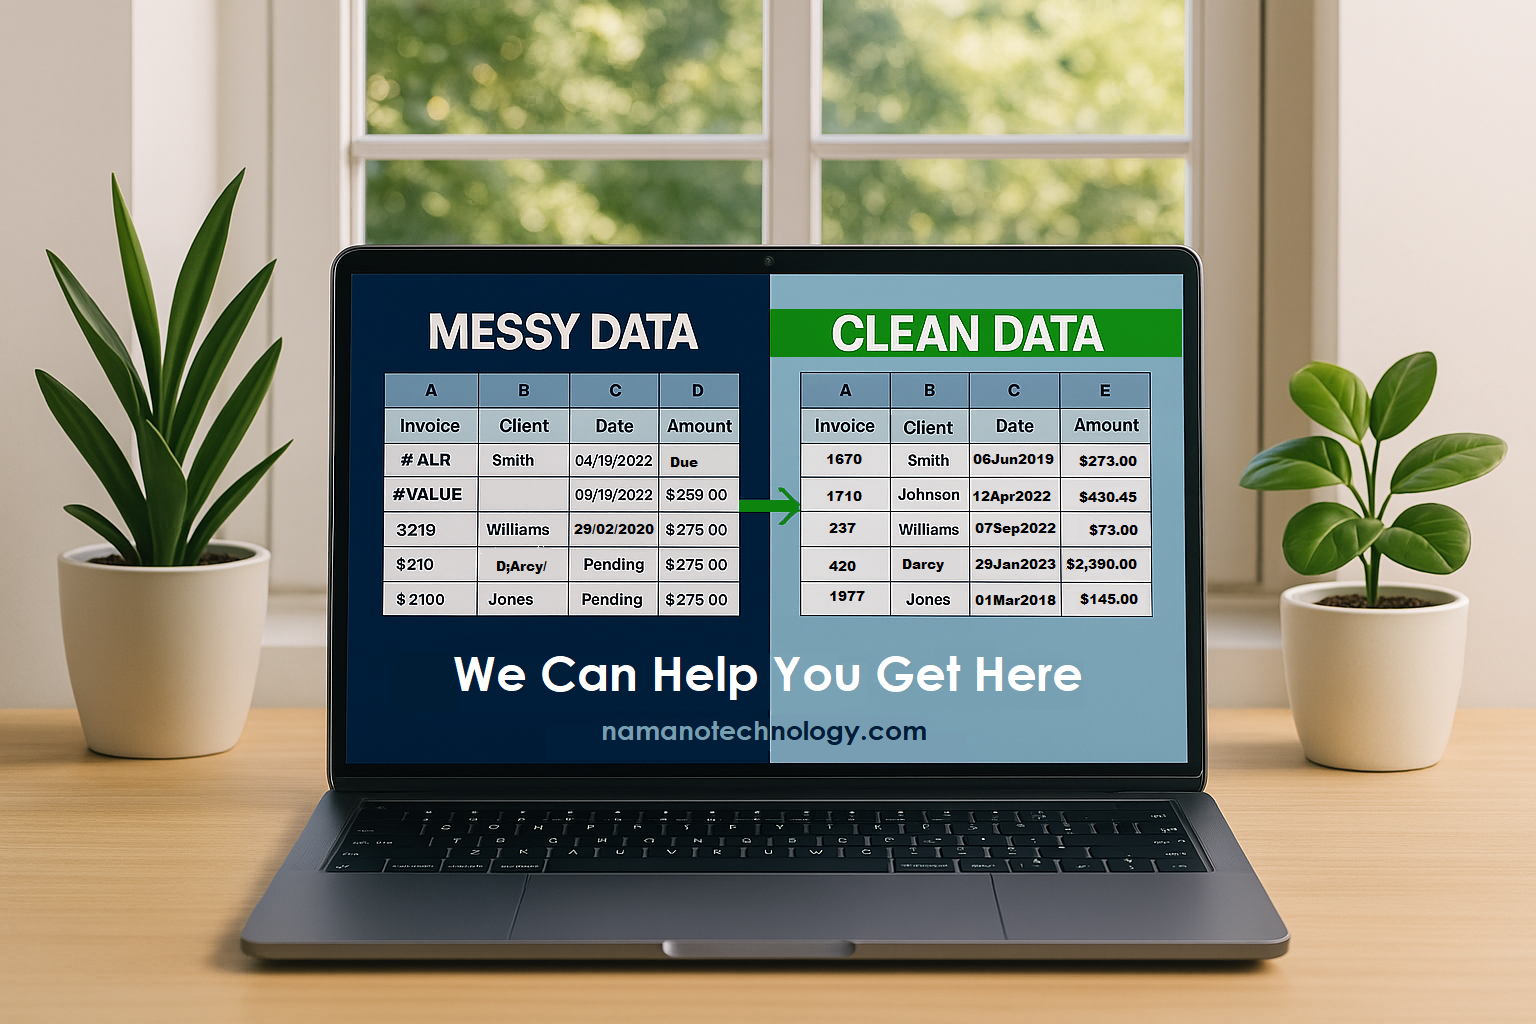 MESSY DATA
A B C D
Invoice Client Date Amount
# ALR Smith 04/19/2022 Due
#VALUE 09/19/2022 $259 00
3219 Williams 29/02/2020 $275 00
$210 D;Arcy/ Pending $275 00
$2100 Jones Pending $275 00
CLEAN DATA
A B C E
Invoice Client Date Amount
1670 Smith 06Jun2019 $273.00
1710 Johnson 12Apr2022 $430.45
237 Williams 07Sep2022 $73.00
420 Darcy 29Jan2023 $2,390.00
1977 Jones 01Mar2018 $145.00
We Can Help You Get Here
namanotechnology.com